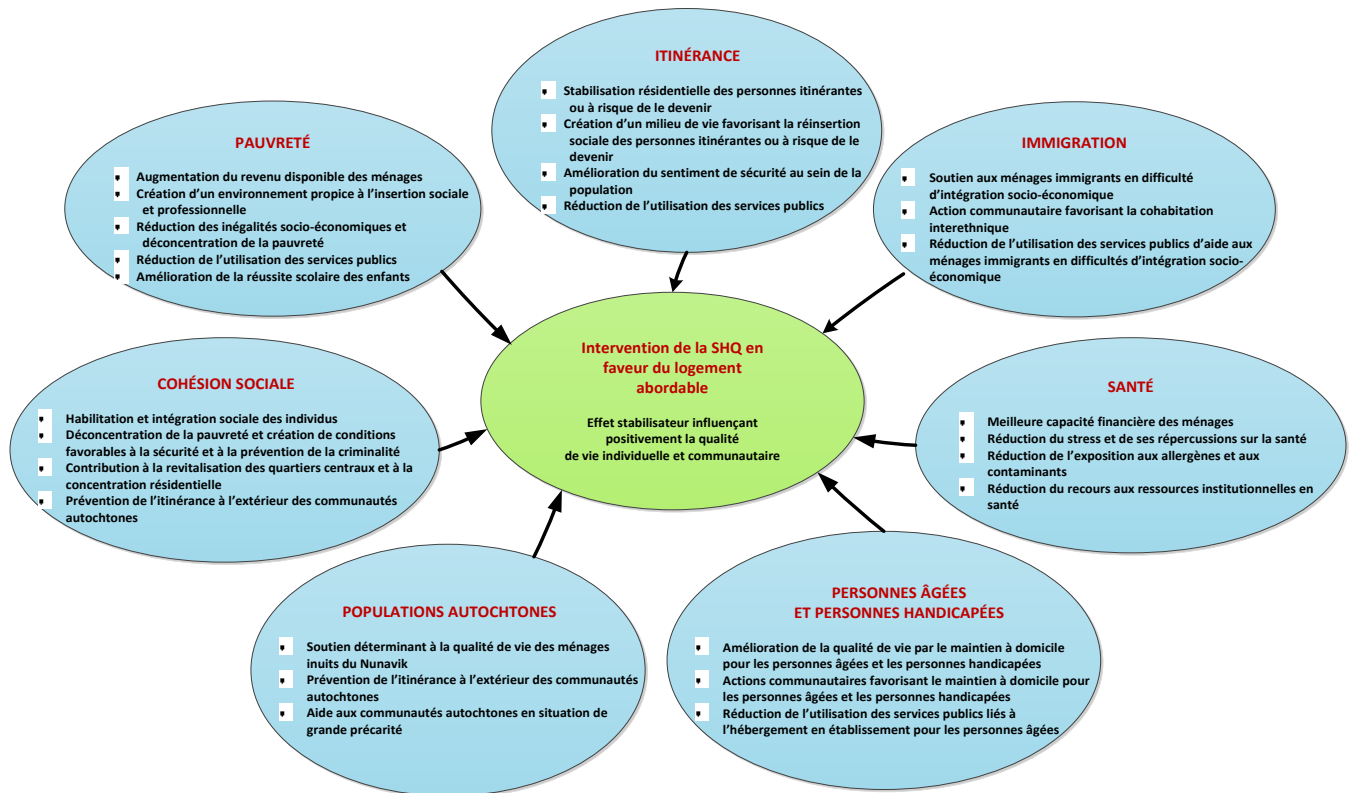 ITINÉRANCE
Stabilisation résidentielle des personnes itinérantes
ou à risque de le devenir
Création d'un milieu de vie favorisant la réinsertion
sociale des personnes itinérantes ou à risque de le
devenir
Amélioration du sentiment de sécurité au sein de la
population
Réduction de l'utilisation des services publics
PAUVRETÉ
Augmentation du revenu disponible des ménages
Création d'un environnement propice à l'insertion sociale
et professionnelle
Réduction des inégalités socio-économiques et
déconcentration de la pauvreté
Réduction de l'utilisation des services publics
Amélioration de la réussite scolaire des enfants
IMMIGRATION
Soutien aux ménages immigrants en difficulté
d'intégration socio-économique
Action communautaire favorisant la cohabitation
interethnique
Réduction de l'utilisation des services publics d'aide aux
ménages immigrants en difficultés d'intégration socio-
économique
Intervention de la SHQ en
faveur du logement
abordable
Effet stabilisateur influençant
positivement la qualité
de vie individuelle et communautaire
COHÉSION SOCIALE
Habilitation et intégration sociale des individus
Déconcentration de la pauvreté et création de conditions
favorables à la sécurité et à la prévention de la criminalité
Contribution à la revitalisation des quartiers centraux et à la
concentration résidentielle
Prévention de l'itinérance à l'extérieur des communautés
autochtones
SANTÉ
Meilleure capacité financière des ménages
Réduction du stress et de ses répercussions sur la santé
Réduction de l'exposition aux allergènes et aux
contaminants
Réduction du recours aux ressources institutionnelles en
santé
POPULATIONS AUTOCHTONES
Soutien déterminant à la qualité de vie des ménages
inuits du Nunavik
Prévention de l'itinérance à l'extérieur des communautés
autochtones
Aide aux communautés autochtones en situation de
grande précarité
PERSONNES ÂGÉES
ET PERSONNES HANDICAPÉES
Amélioration de la qualité de vie par le maintien à domicile
pour les personnes âgées et les personnes handicapées
Actions communautaires favorisant le maintien à domicile pour
les personnes âgées et les personnes handicapées
Réduction de l'utilisation des services publics liés à
l'hébergement en établissement pour les personnes âgées